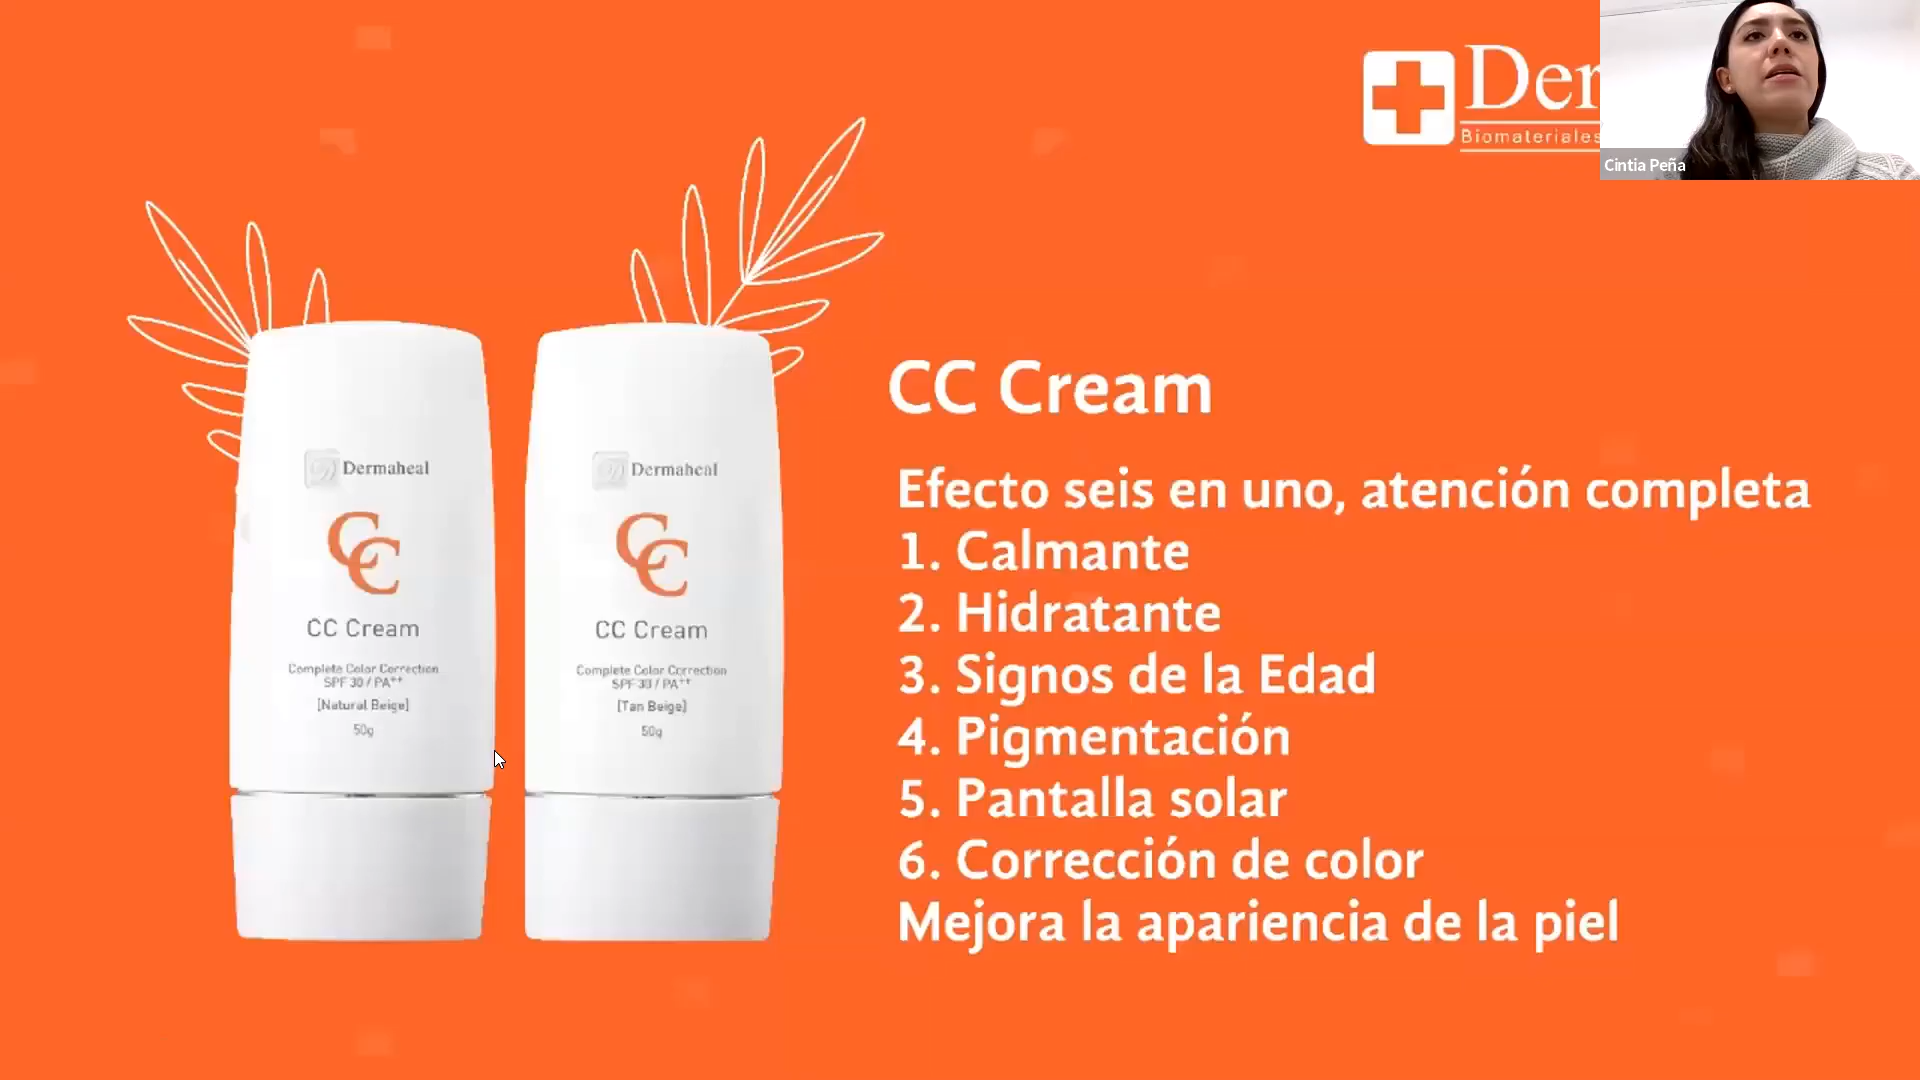 Der
Biomateriales
Cintia Peña
Dermaheal
CC
CC Cream
Complete Color Correction
SPF 30 / PA++
[Natural Beige]
50g
Dermaheal
CC
CC Cream
Complete Color Correction
SPF 30 / PA++
[Tan Beige]
50g
CC Cream
Efecto seis en uno, atención completa
1. Calmante
2. Hidratante
3. Signos de la Edad
4. Pigmentación
5. Pantalla solar
6. Corrección de color
Mejora la apariencia de la piel